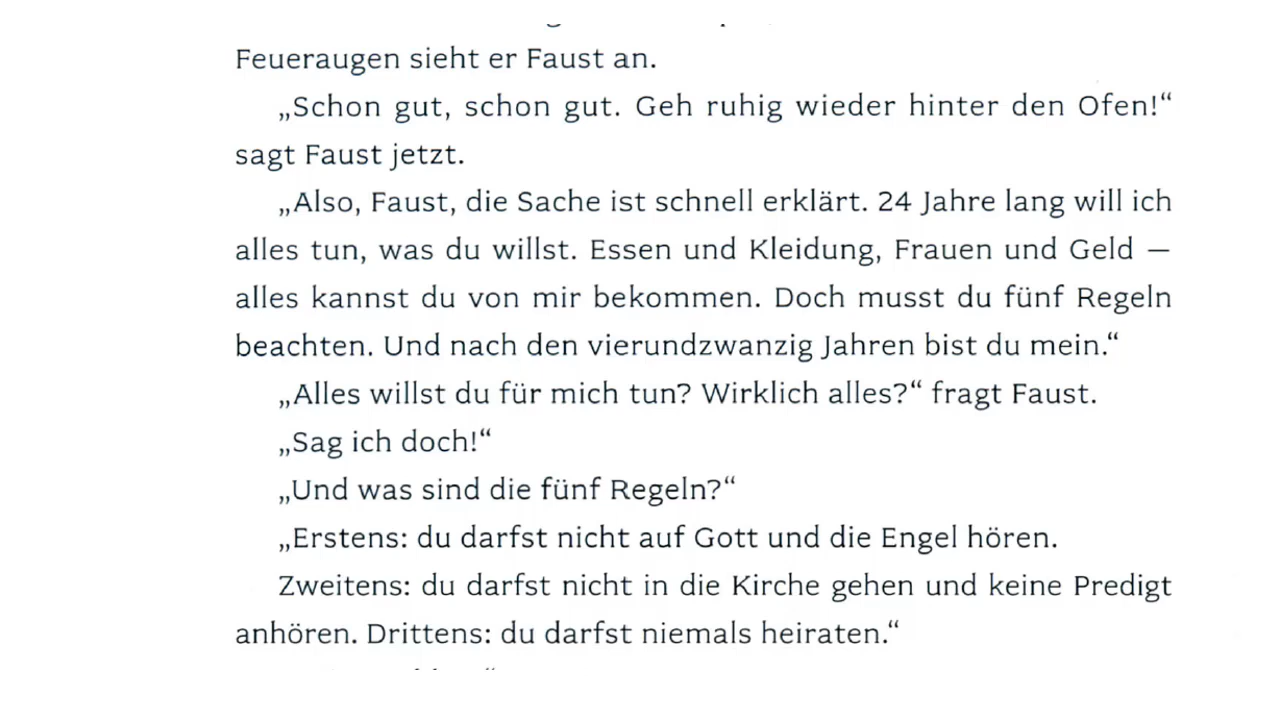 Feueraugen sieht er Faust an.
„Schon gut, schon gut. Geh ruhig wieder hinter den Ofen!“
sagt Faust jetzt.
„Also, Faust, die Sache ist schnell erklärt. 24 Jahre lang will ich
alles tun, was du willst. Essen und Kleidung, Frauen und Geld —
alles kannst du von mir bekommen. Doch musst du fünf Regeln
beachten. Und nach den vierundzwanzig Jahren bist du mein.“
„Alles willst du für mich tun? Wirklich alles?“ fragt Faust.
„Sag ich doch!“
„Und was sind die fünf Regeln?“
„Erstens: du darfst nicht auf Gott und die Engel hören.
Zweitens: du darfst nicht in die Kirche gehen und keine Predigt
anhören. Drittens: du darfst niemals heiraten.“